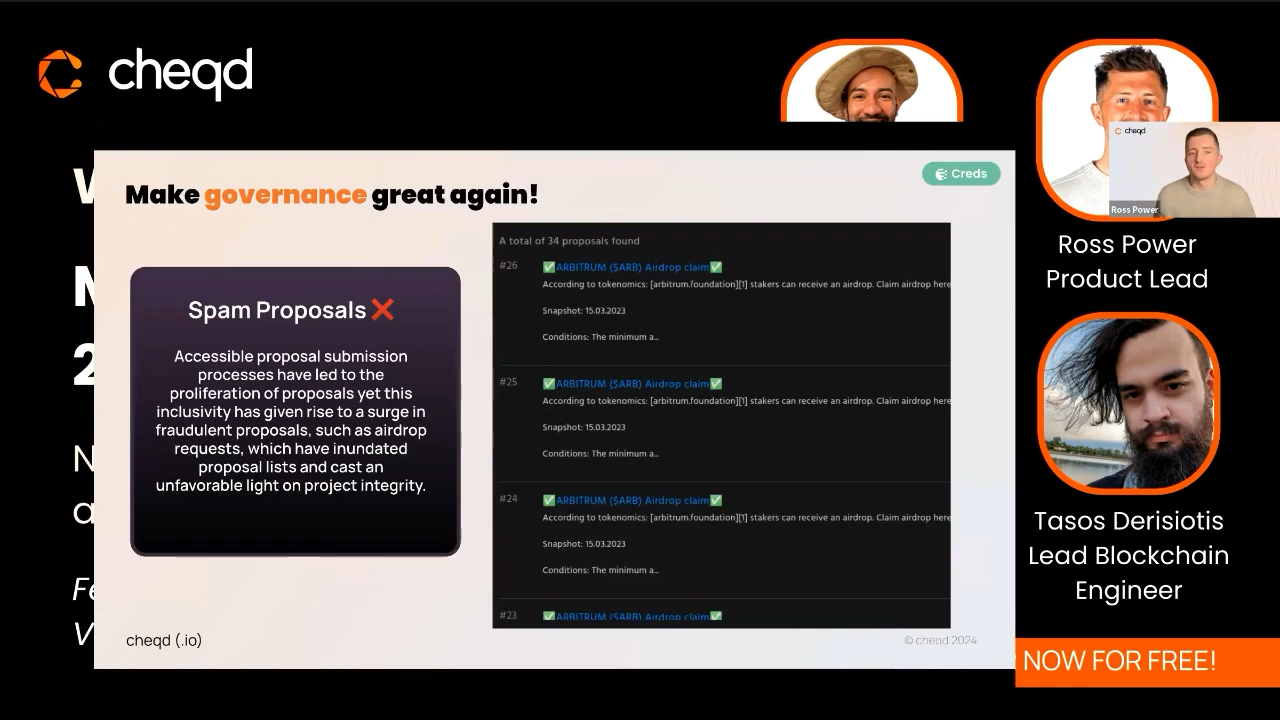 cheqd
W
M
2
N
a
Fe
V
Make governance great again!
Creds
Spam Proposals ❌
Accessible proposal submission
processes have led to the
proliferation of proposals yet this
inclusivity has given rise to a surge in
fraudulent proposals, such as airdrop
requests, which have inundated
proposal lists and cast an
unfavorable light on project integrity.
A total of 34 proposals found
#26 ✅ARBITRUM ($ARB) Airdrop claim✅
According to tokenomics: [arbitrum.foundation][1] stakers can receive an airdrop. Claim airdrop here
Snapshot: 15.03.2023
Conditions: The minimum a...
#25 ✅ARBITRUM ($ARB) Airdrop claim✅
According to tokenomics: [arbitrum.foundation][1] stakers can receive an airdrop. Claim airdrop here
Snapshot: 15.03.2023
Conditions: The minimum a...
#24 ✅ARBITRUM ($ARB) Airdrop claim✅
According to tokenomics: [arbitrum.foundation][1] stakers can receive an airdrop. Claim airdrop here
Snapshot: 15.03.2023
Conditions: The minimum a...
#23 ✅ARBITRUM ($ARB) Airdrop claim✅
cheqd (.io)
© cheqd 2024
cheqd
Ross Power
Ross Power
Product Lead
Tasos Derisiotis
Lead Blockchain
Engineer
NOW FOR FREE!